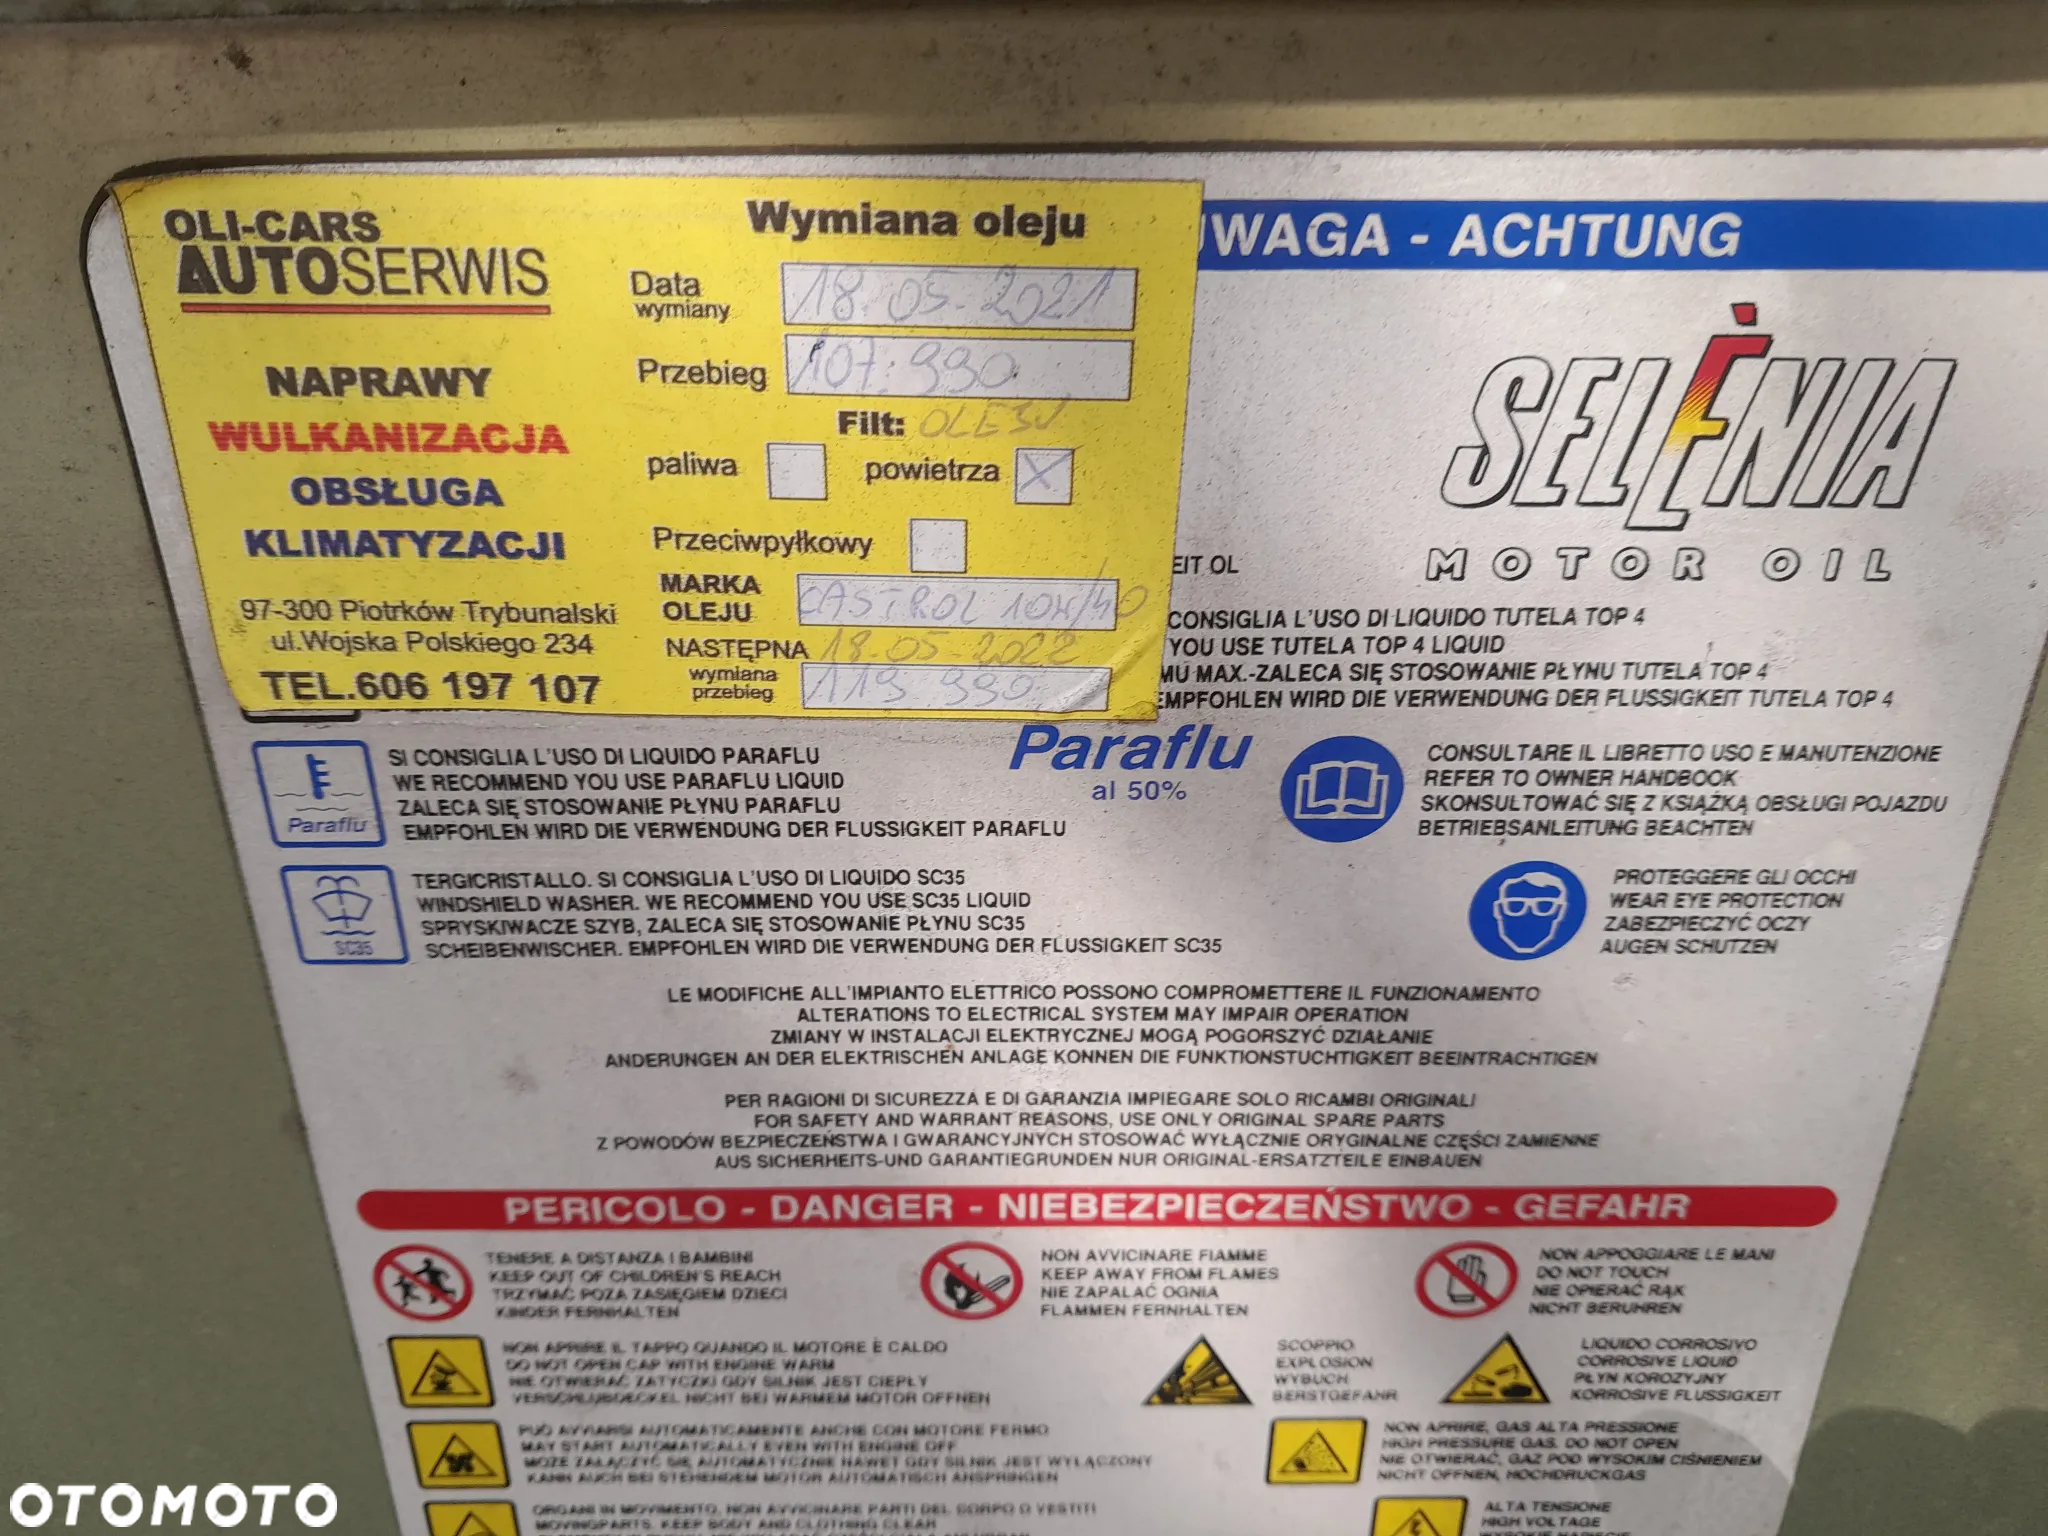 OLI-CARS
AUTOSERWIS
NAPRAWY
WULKANIZACJA
OBSŁUGA
KLIMATYZACJI
97-300 Piotrków Trybunalski
ul.Wojska Polskiego 234
TEL.606 197 107
Wymiana oleju
Data wymiany 18.05.2021
Przebieg 107.990
Filt: OLEJU
paliwa powietrza X
Przeciwpyłkowy
MARKA OLEJU CASTROL 10W/40
NASTĘPNA 18.05.2022
wymiana przebieg 119 990
UWAGA - ACHTUNG
SELENIA
MOTOR OIL
EIT OL
CONSIGLIA L'USO DI LIQUIDO TUTELA TOP 4
YOU USE TUTELA TOP 4 LIQUID
MU MAX.-ZALECA SIĘ STOSOWANIE PŁYNU TUTELA TOP 4
EMPFOHLEN WIRD DIE VERWENDUNG DER FLUSSIGKEIT TUTELA TOP 4
Paraflu
SI CONSIGLIA L'USO DI LIQUIDO PARAFLU
WE RECOMMEND YOU USE PARAFLU LIQUID
ZALECA SIĘ STOSOWANIE PŁYNU PARAFLU
EMPFOHLEN WIRD DIE VERWENDUNG DER FLUSSIGKEIT PARAFLU
Paraflu
al 50%
CONSULTARE IL LIBRETTO USO E MANUTENZIONE
REFER TO OWNER HANDBOOK
SKONSULTOWAĆ SIĘ Z KSIĄŻKĄ OBSŁUGI POJAZDU
BETRIEBSANLEITUNG BEACHTEN
SC35
TERGICRISTALLO. SI CONSIGLIA L'USO DI LIQUIDO SC35
WINDSHIELD WASHER. WE RECOMMEND YOU USE SC35 LIQUID
SPRYSKIWACZE SZYB, ZALECA SIĘ STOSOWANIE PŁYNU SC35
SCHEIBENWISCHER. EMPFOHLEN WIRD DIE VERWENDUNG DER FLUSSIGKEIT SC35
PROTEGGERE GLI OCCHI
WEAR EYE PROTECTION
ZABEZPIECZYĆ OCZY
AUGEN SCHUTZEN
LE MODIFICHE ALL'IMPIANTO ELETTRICO POSSONO COMPROMETTERE IL FUNZIONAMENTO
ALTERATIONS TO ELECTRICAL SYSTEM MAY IMPAIR OPERATION
ZMIANY W INSTALACJI ELEKTRYCZNEJ MOGĄ POGORSZYĆ DZIAŁANIE
ANDERUNGEN AN DER ELEKTRISCHEN ANLAGE KONNEN DIE FUNKTIONSTUCHTIGKEIT BEEINTRACHTIGEN
PER RAGIONI DI SICUREZZA E DI GARANZIA IMPIEGARE SOLO RICAMBI ORIGINALI
FOR SAFETY AND WARRANT REASONS, USE ONLY ORIGINAL SPARE PARTS
Z POWODÓW BEZPIECZEŃSTWA I GWARANCYJNYCH STOSOWAĆ WYŁĄCZNIE ORYGINALNE CZĘŚCI ZAMIENNE
AUS SICHERHEITS-UND GARANTIEGRUNDEN NUR ORIGINAL-ERSATZTEILE EINBAUEN
PERICOLO - DANGER - NIEBEZPIECZEŃSTWO - GEFAHR
TENERE A DISTANZA I BAMBINI
KEEP OUT OF CHILDREN'S REACH
TRZYMAĆ POZA ZASIĘGIEM DZIECI
KINDER FERNHALTEN
NON AVVICINARE FIAMME
KEEP AWAY FROM FLAMES
NIE ZAPALAĆ OGNIA
FLAMMEN FERNHALTEN
NON APPOGGIARE LE MANI
DO NOT TOUCH
NIE OPIERAĆ RĄK
NICHT BERUHREN
NON APRIRE IL TAPPO QUANDO IL MOTORE È CALDO
DO NOT OPEN CAP WITH ENGINE WARM
NIE OTWIERAĆ ZATYCZKI GDY SILNIK JEST CIEPŁY
VERSCHLUBDECKEL NICHT BEI WARMEM MOTOR OFFNEN
SCOPPIO
EXPLOSION
WYBUCH
BERSTGEFAHR
LIQUIDO CORROSIVO
CORROSIVE LIQUID
PŁYN KOROZYJNY
KORROSIVE FLUSSIGKEIT
PUÒ AVVIARSI AUTOMATICAMENTE ANCHE CON MOTORE FERMO
MAY START AUTOMATICALLY EVEN WITH ENGINE OFF
MOŻE ZAŁĄCZYĆ SIĘ AUTOMATYCZNIE NAWET GDY SILNIK JEST WYŁĄCZONY
KANN AUCH BEI STEHENDEM MOTOR AUTOMATISCH ANSPRINGEN
NON APRIRE, GAS ALTA PRESSIONE
HIGH PRESSURE GAS. DO NOT OPEN
NIE OTWIERAĆ, GAZ POD WYSOKIM CIŚNIENIEM
NICHT OFFNEN, HOCHDRUCKGAS
ORGANI IN MOVIMENTO, NON AVVICINARE PARTI DEL CORPO O VESTITI
MOVINGPARTS. KEEP BODY AND CLOTHING CLEAR
ALTA TENSIONE
HIGH VOLTAGE
OTOMOTO